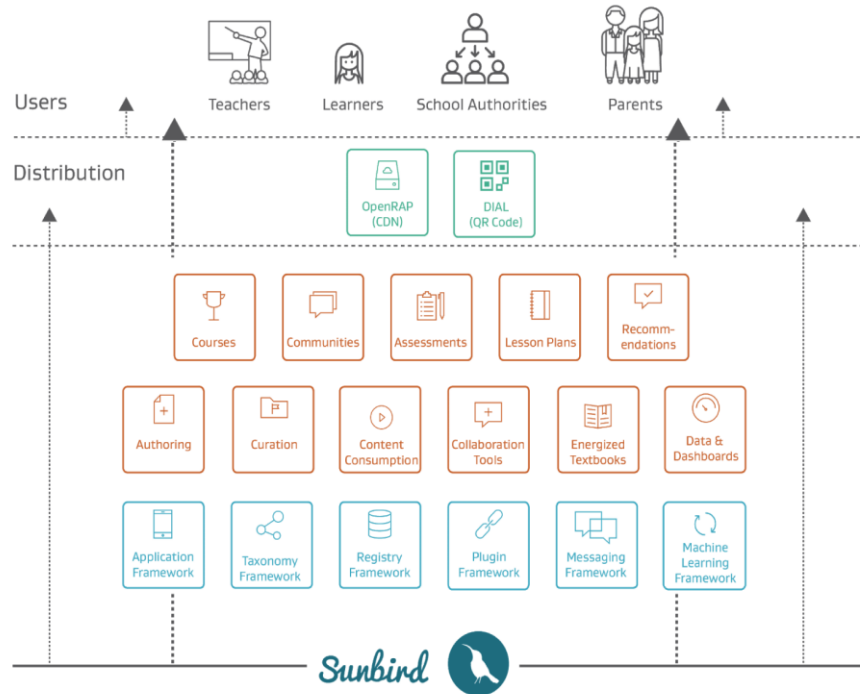 Users
Teachers
Learners
School Authorities
Parents
Distribution
OpenRAP
(CDN)
DIAL
(QR Code)
Courses
Communities
Assessments
Lesson Plans
Recomm-
endations
Authoring
Curation
Content
Consumption
Collaboration
Tools
Energized
Textbooks
Data &
Dashboards
Application
Framework
Taxonomy
Framework
Registry
Framework
Plugin
Framework
Messaging
Framework
Machine
Learning
Framework
Sunbird